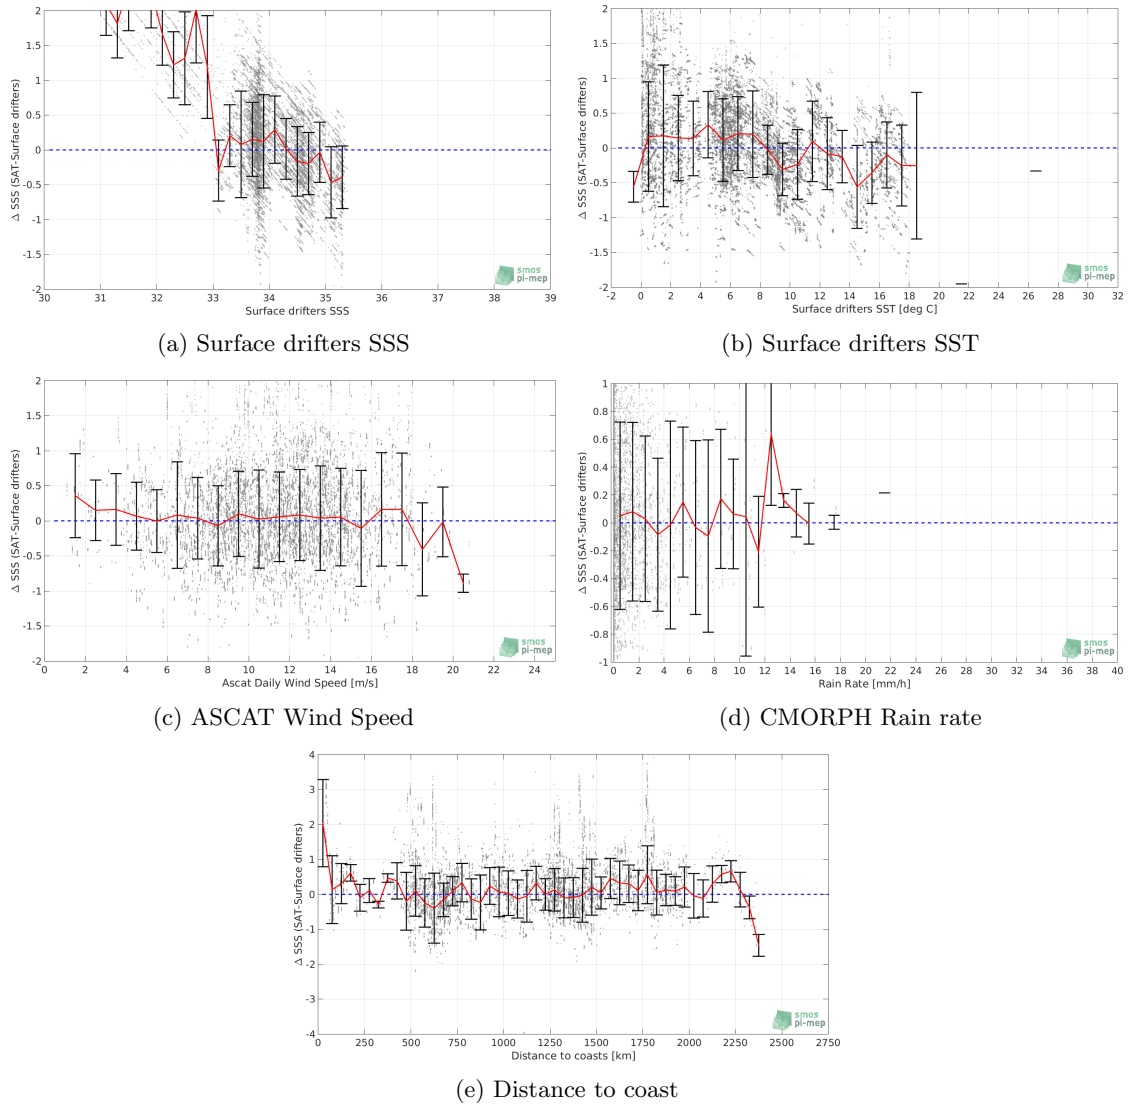 2
1.5
1
0.5
0
-0.5
-1
-1.5
-2
Δ SSS (SAT-Surface drifters)
30 31 32 33 34 35 36 37 38 39
Surface drifters SSS
smos
pi-mep
(a) Surface drifters SSS
2
1.5
1
0.5
0
-0.5
-1
-1.5
-2
Δ SSS (SAT-Surface drifters)
-2 0 2 4 6 8 10 12 14 16 18 20 22 24 26 28 30 32
Surface drifters SST [deg C]
smos
pi-mep
(b) Surface drifters SST
2
1.5
1
0.5
0
-0.5
-1
-1.5
-2
Δ SSS (SAT-Surface drifters)
0 2 4 6 8 10 12 14 16 18 20 22 24
Ascat Daily Wind Speed [m/s]
smos
pi-mep
(c) ASCAT Wind Speed
1
0.8
0.6
0.4
0.2
0
-0.2
-0.4
-0.6
-0.8
-1
Δ SSS (SAT-Surface drifters)
0 2 4 6 8 10 12 14 16 18 20 22 24 26 28 30 32 34 36 38 40
Rain Rate [mm/h]
smos
pi-mep
(d) CMORPH Rain rate
4
3
2
1
0
-1
-2
-3
-4
Δ SSS (SAT-Surface drifters)
0 250 500 750 1000 1250 1500 1750 2000 2250 2500 2750
Distance to coasts [km]
smos
pi-mep
(e) Distance to coast